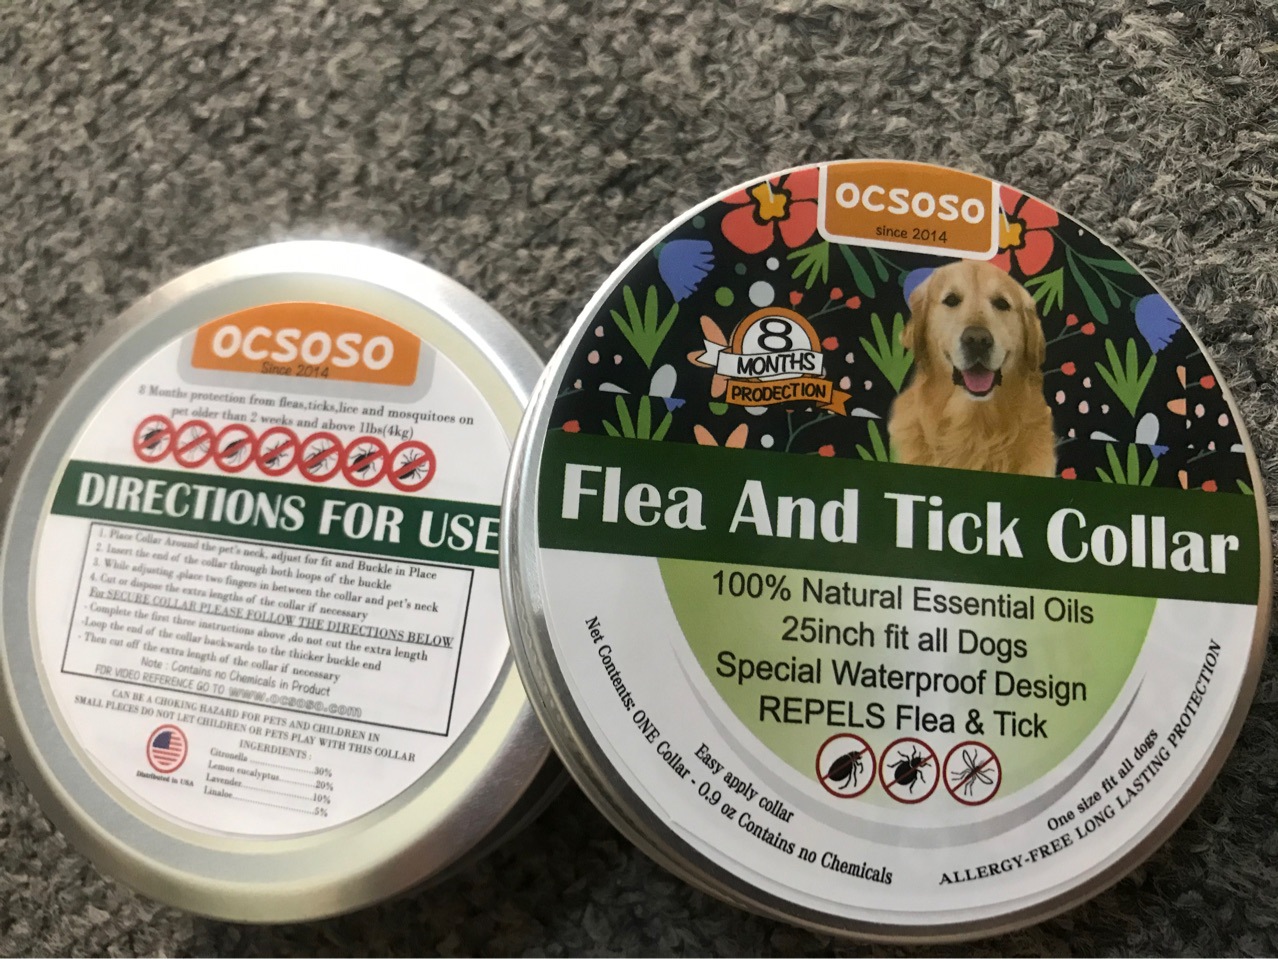 OCSOSO
Since 2014
8 Months protection from fleas,ticks,lice and mosquitoes on
pet older than 2 weeks and above 1lbs(4kg)
DIRECTIONS FOR USE
1. Place Collar Around the pet's neck, adjust for fit and Buckle in Place
2. Insert the end of the collar through both loops of the buckle
3. While adjusting ,place two fingers in between the collar and pet's neck
4. Cut or dispose the extra lengths of the collar if necessary
For SECURE COLLAR PLEASE FOLLOW THE DIRECTIONS BELOW
- Complete the first three instructions above ,do not cut the extra length
-Loop the end of the collar backwards to the thicker buckle end
- Then cut off the extra length of the collar if necessary
Note : Contains no Chemicals in Product
FOR VIDEO REFERENCE GO TO www.ocsoso.com
CAN BE A CHOKING HAZARD FOR PETS AND CHILDREN IN
SMALL PLECES DO NOT LET CHILDREN OR PETS PLAY WITH THIS COLLAR
INGERDIENTS :
Citronella 30%
Lemon eucalyptus 20%
Lavender 10%
Linaloe 5%
Distributed in USA
OCSOSO
since 2014
8
MONTHS
PRODECTION
Flea And Tick Collar
100% Natural Essential Oils
25inch fit all Dogs
Special Waterproof Design
REPELS Flea & Tick
Easy apply collar
Net Contents: ONE Collar - 0.9 oz Contains no Chemicals
One size fit all dogs
ALLERGY-FREE LONG LASTING PROTECTION